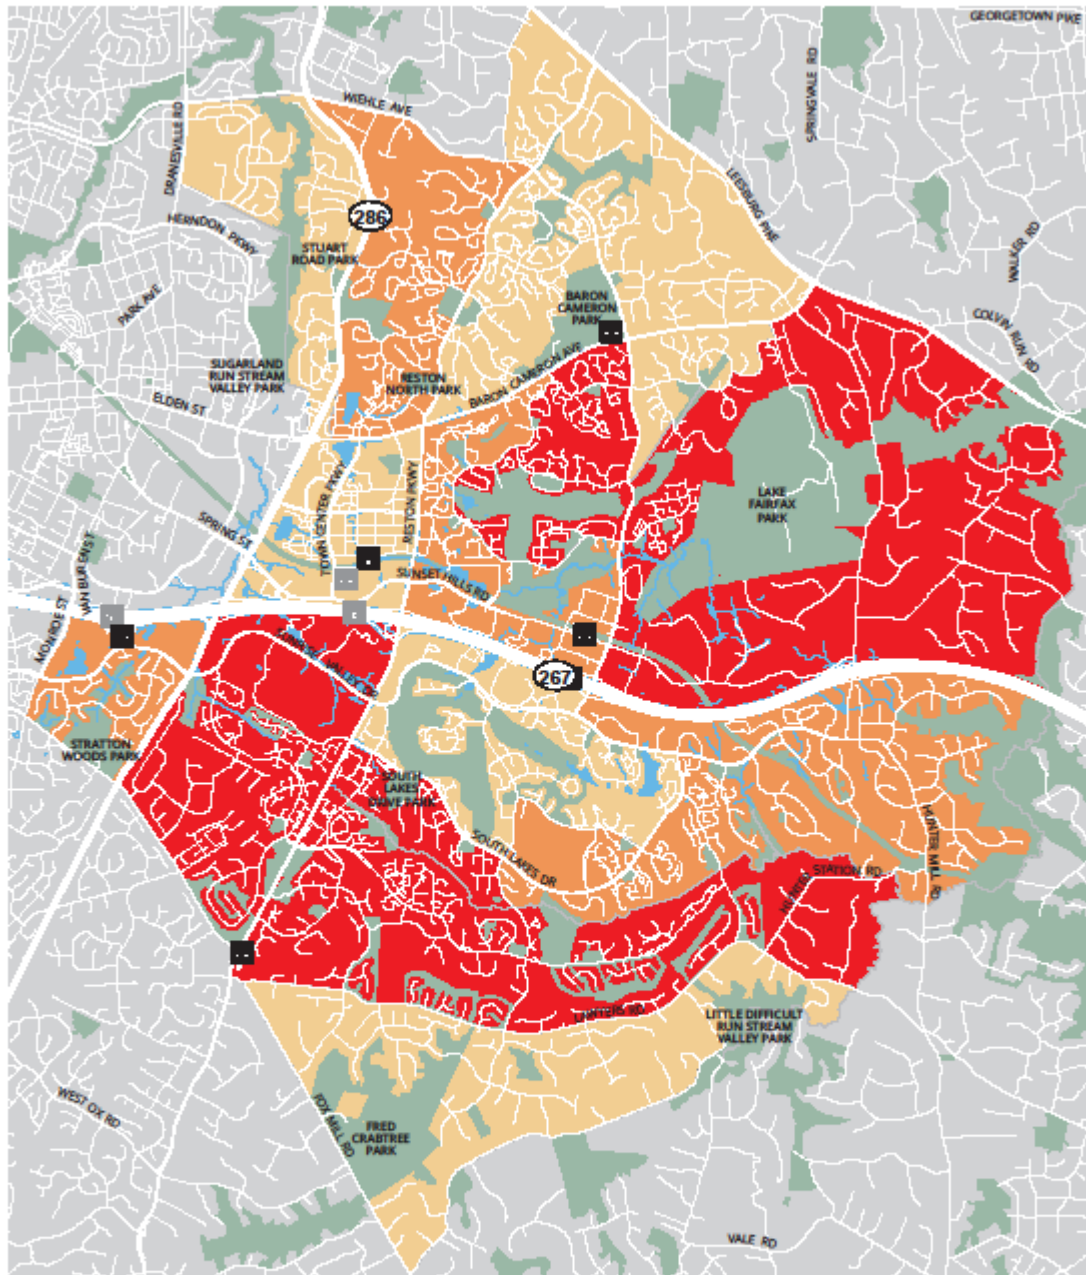 GEORGETOWN PIKE
SPRINGVALE RD
WIEHLE AVE
DRANESVILLE RD
LEESBURG PIKE
286
HERNDON PKWY
STUART
ROAD PARK
WALKER RD
PARK AVE
BARON
CAMERON
PARK
COLVIN RUN RD
SUGARLAND
RUN STREAM
VALLEY PARK
RESTON
NORTH PARK
BARON CAMERON AVE
ELDEN ST
TOWN CENTER PKWY
RESTON PKWY
LAKE
FAIRFAX
PARK
SPRING ST
VAN BUREN ST
SUNSET HILLS RD
MONROE ST
SUNRISE VALLEY DR
267
STRATTON
WOODS PARK
SOUTH
LAKES
DRIVE PARK
SOUTH LAKES DR
HUNTER MILL RD
HUNTER STATION RD
LAWYERS RD
LITTLE DIFFICULT
RUN STREAM
VALLEY PARK
WEST OX RD
FOX MILL RD
FRED
CRABTREE
PARK
VALE RD